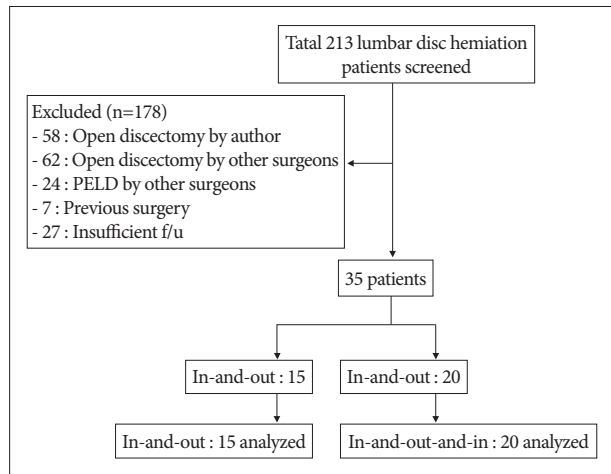 Tatal 213 lumbar disc hemiation
patients screened
Excluded (n=178)
- 58 : Open discectomy by author
- 62 : Open discectomy by other surgeons
- 24 : PELD by other surgeons
- 7 : Previous surgery
- 27 : Insufficient f/u
35 patients
In-and-out : 15
In-and-out : 20
In-and-out : 15 analyzed
In-and-out-and-in : 20 analyzed